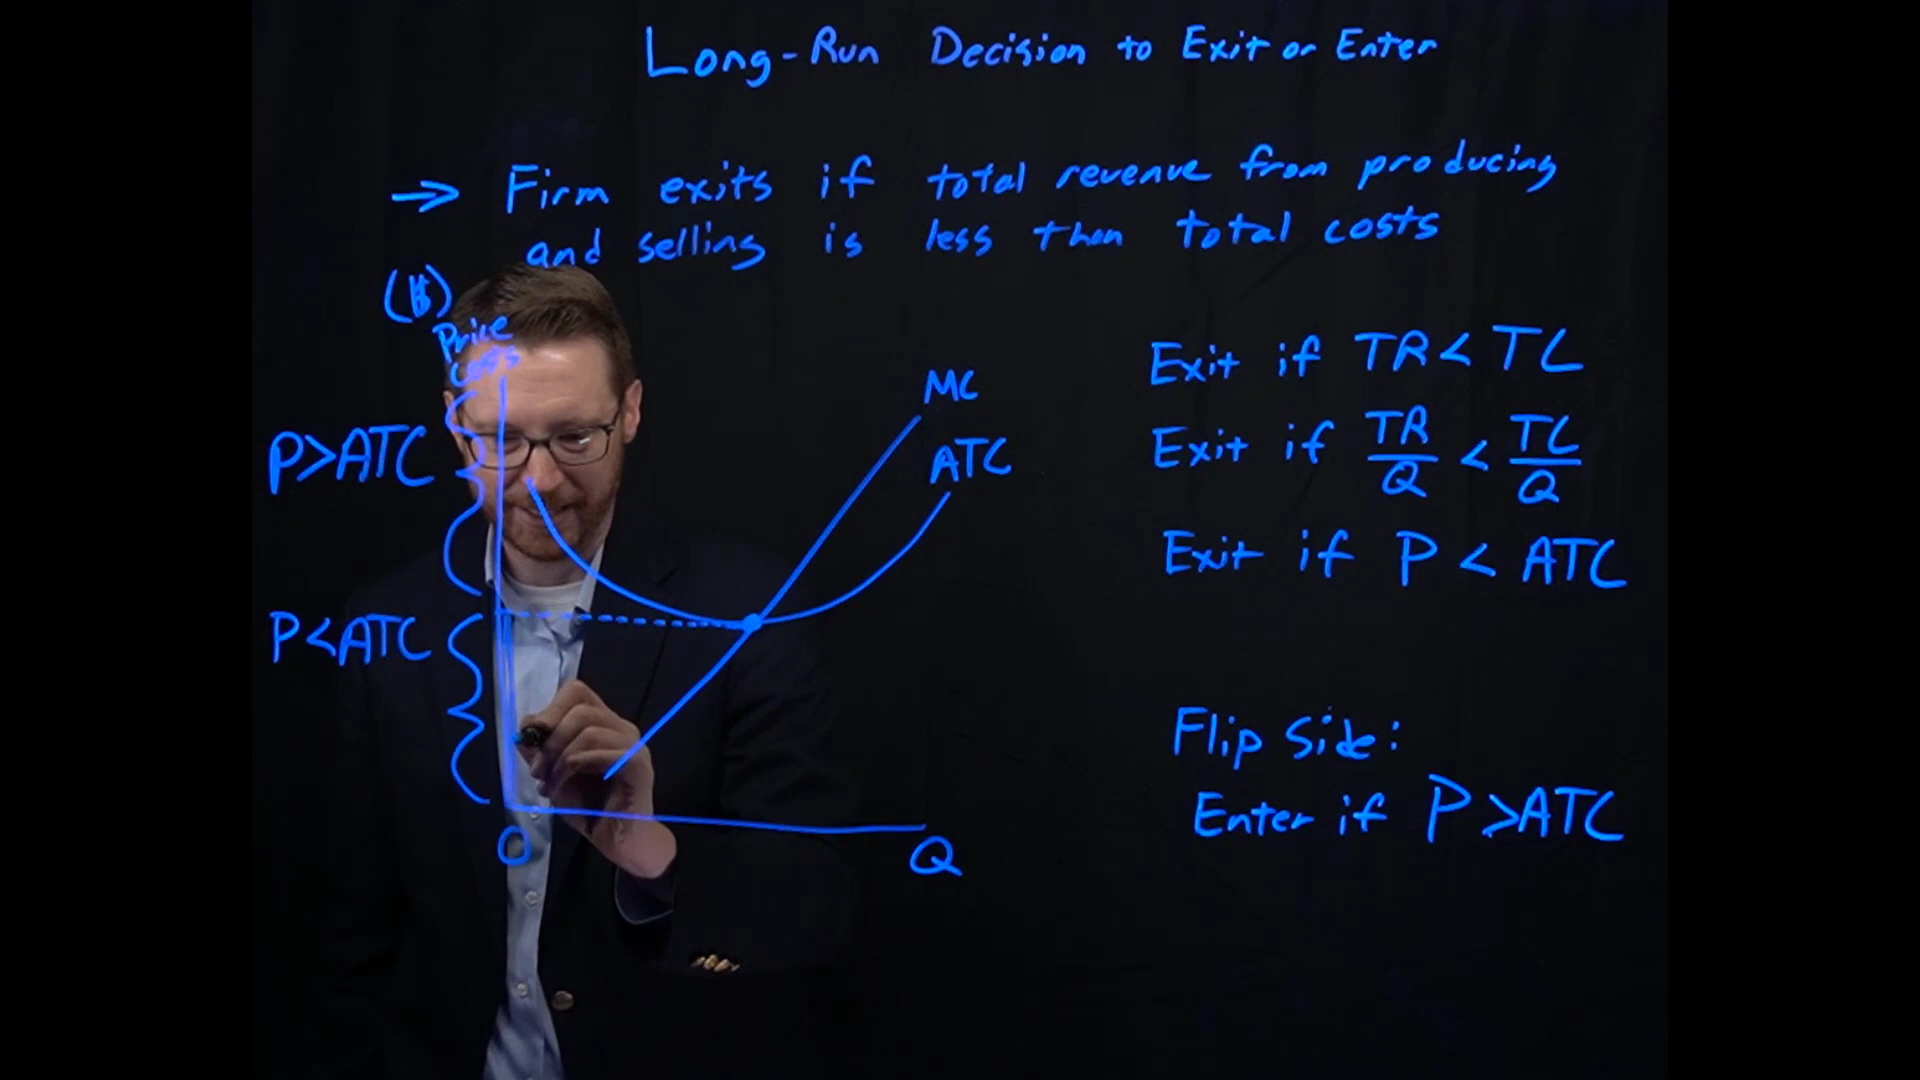 Long-Run Decision to Exit or Enter
→ Firm exits if total revenue from producing
and selling is less than total costs
($)
Price
Costs
P>ATC
P<ATC
MC
ATC
O
Q
Exit if TR < TC
Exit if TR/Q < TC/Q
Exit if P < ATC
Flip Side:
Enter if P >ATC